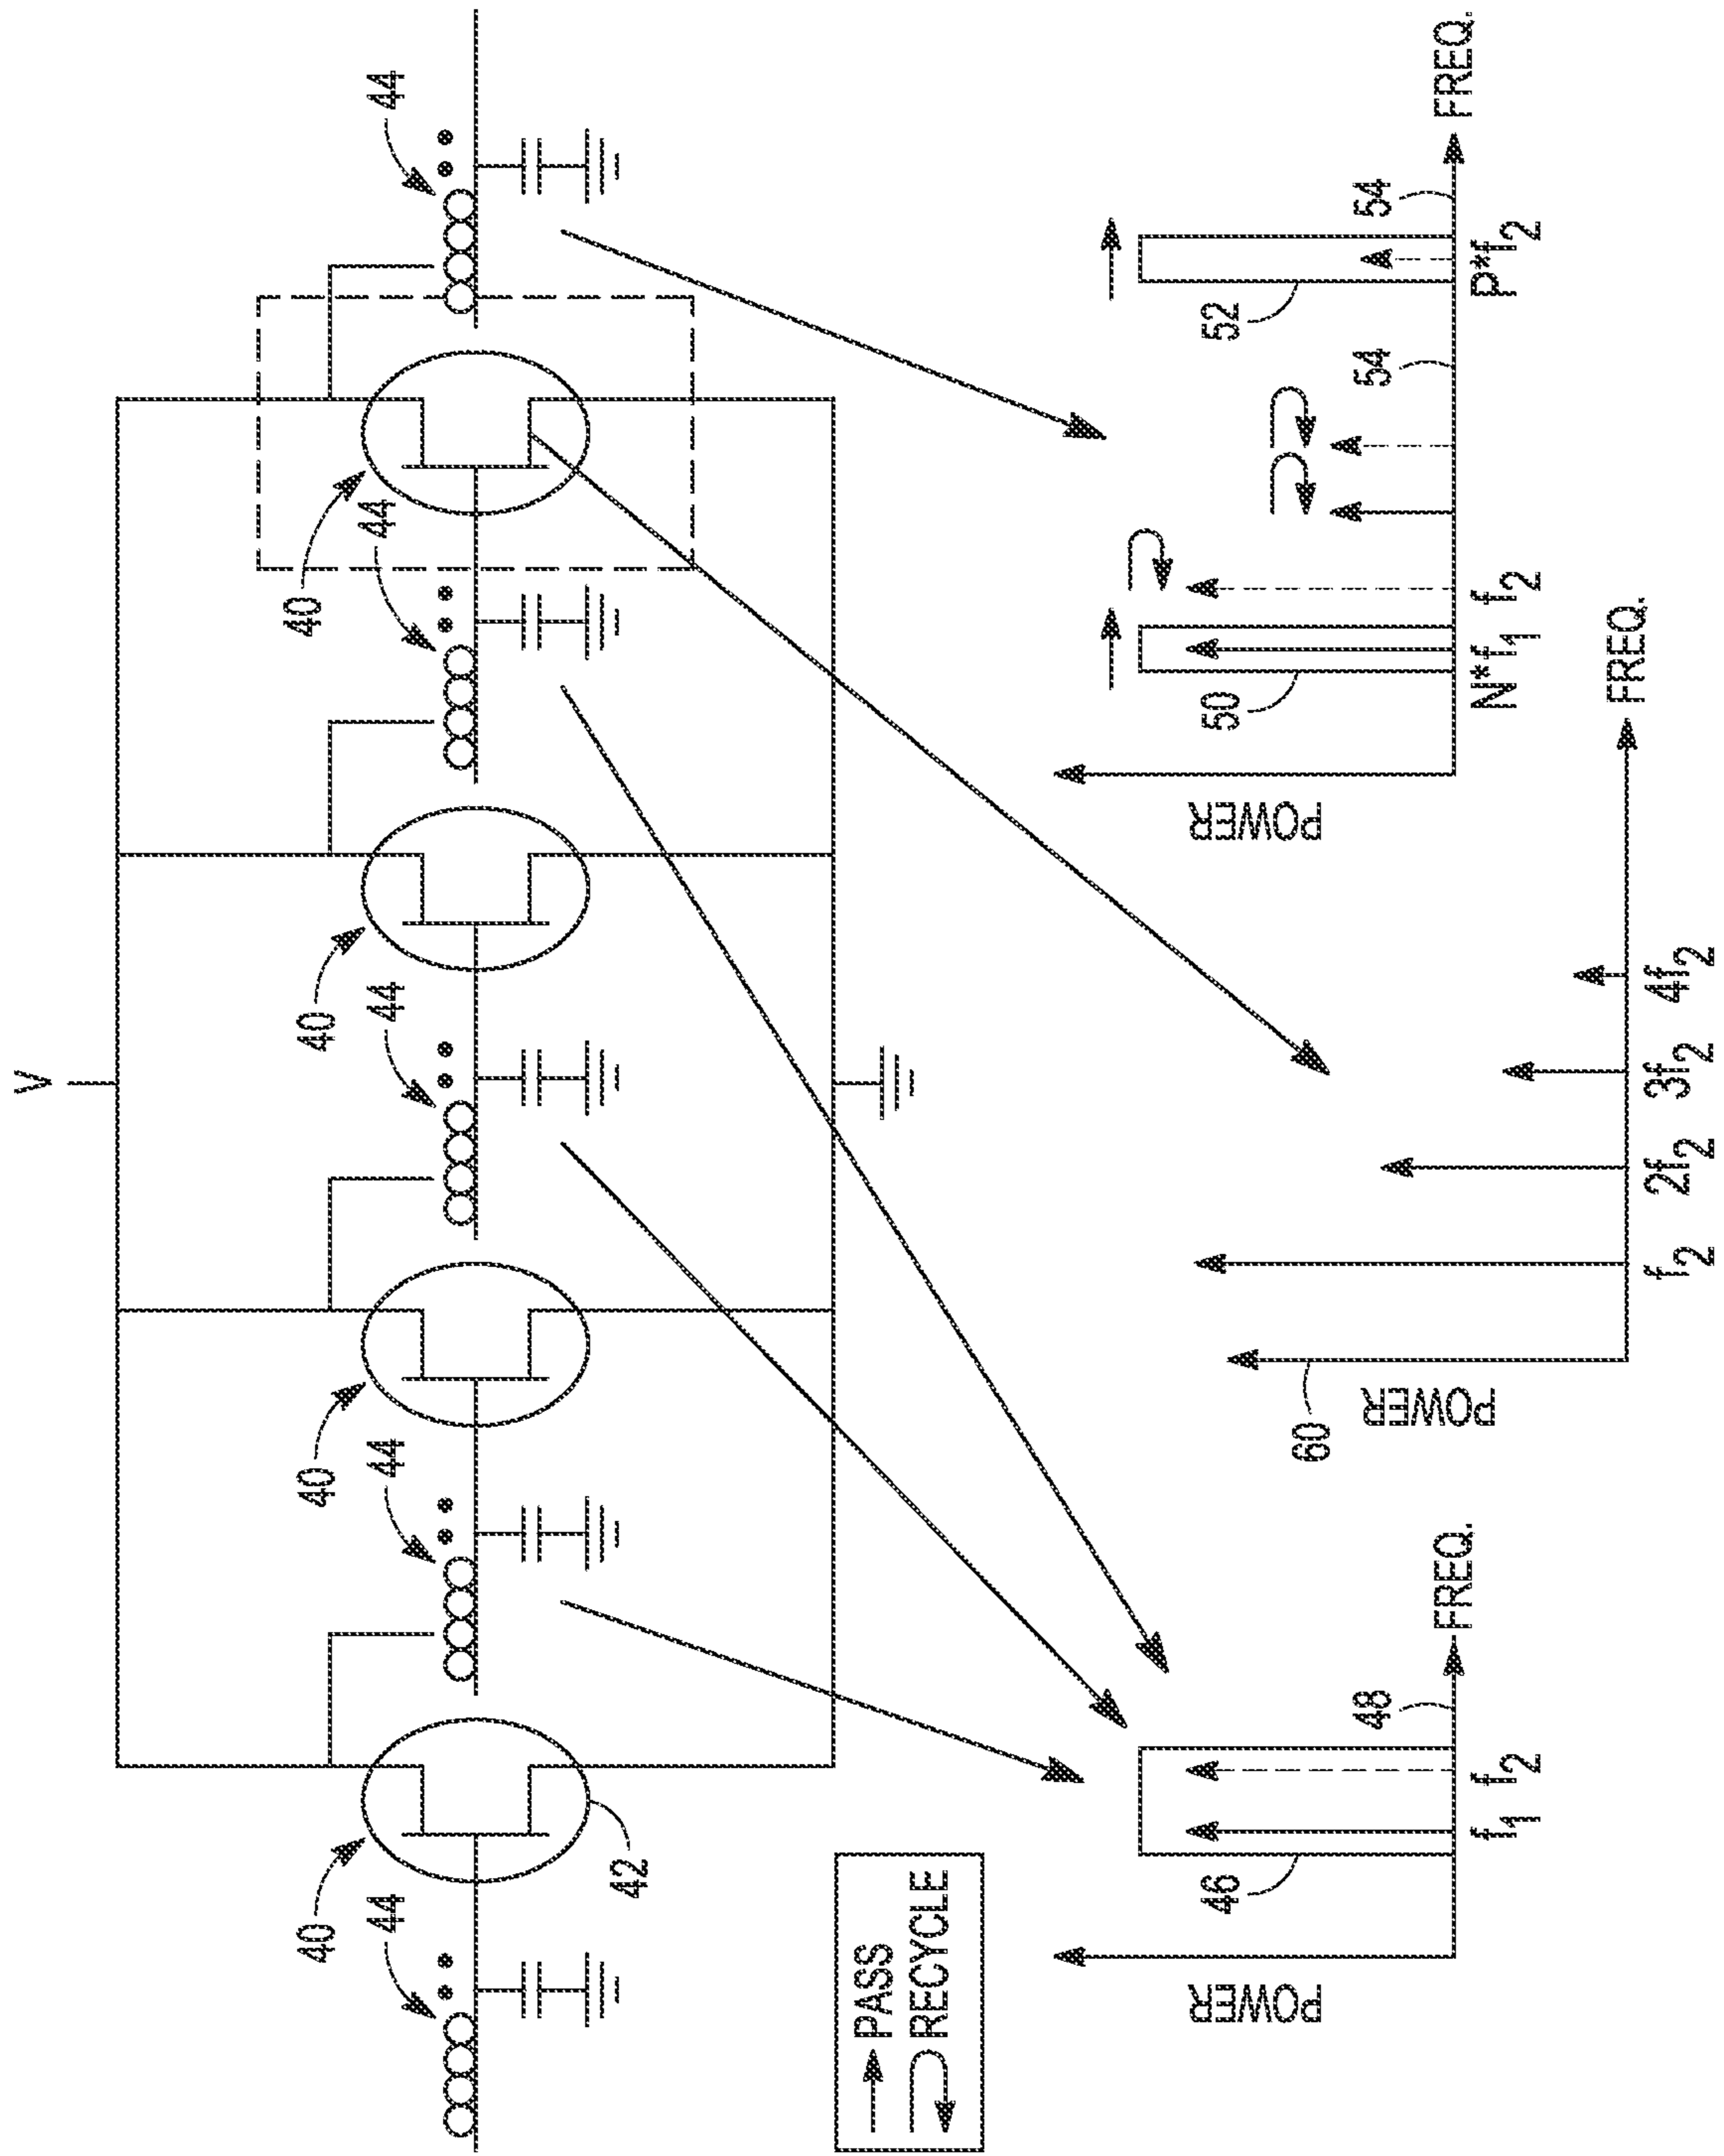 V
44
40
44
40
44
40
44
40
44
42
PASS
RECYCLE
POWER
46
48
FREQ.
f₁ f₂
POWER
60
FREQ.
f₂ 2f₂ 3f₂ 4f₂
POWER
50
52
54
54
FREQ.
N*f₁ f₂ P*f₂